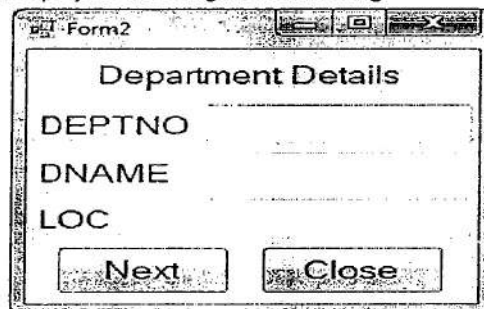 Form2
Department Details
DEPTNO
DNAME
LOC
Next Close